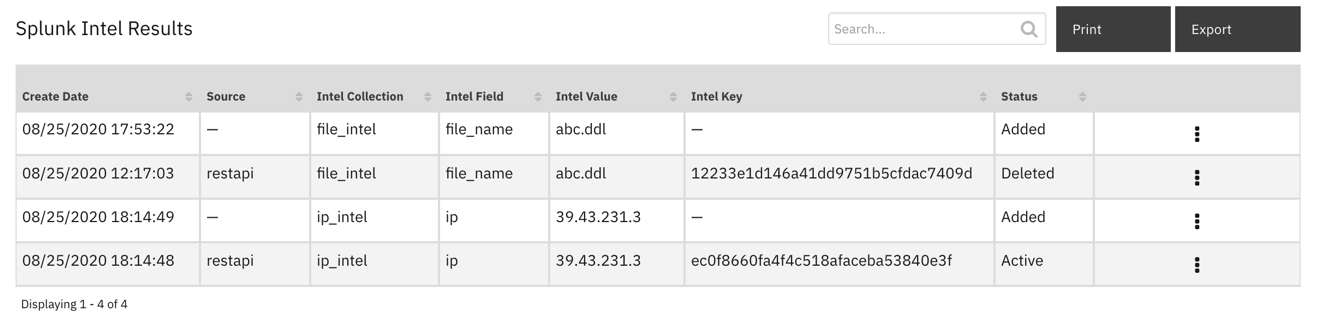 Splunk Intel Results
Search...
Print
Export
Create Date Source Intel Collection Intel Field Intel Value Intel Key Status
08/25/2020 17:53:22 — file_intel file_name abc.ddl — Added
08/25/2020 12:17:03 restapi file_intel file_name abc.ddl 12233e1d146a41dd9751b5cfdac7409d Deleted
08/25/2020 18:14:49 — ip_intel ip 39.43.231.3 — Added
08/25/2020 18:14:48 restapi ip_intel ip 39.43.231.3 ec0f8660fa4f4c518afaceba53840e3f Active
Displaying 1 - 4 of 4